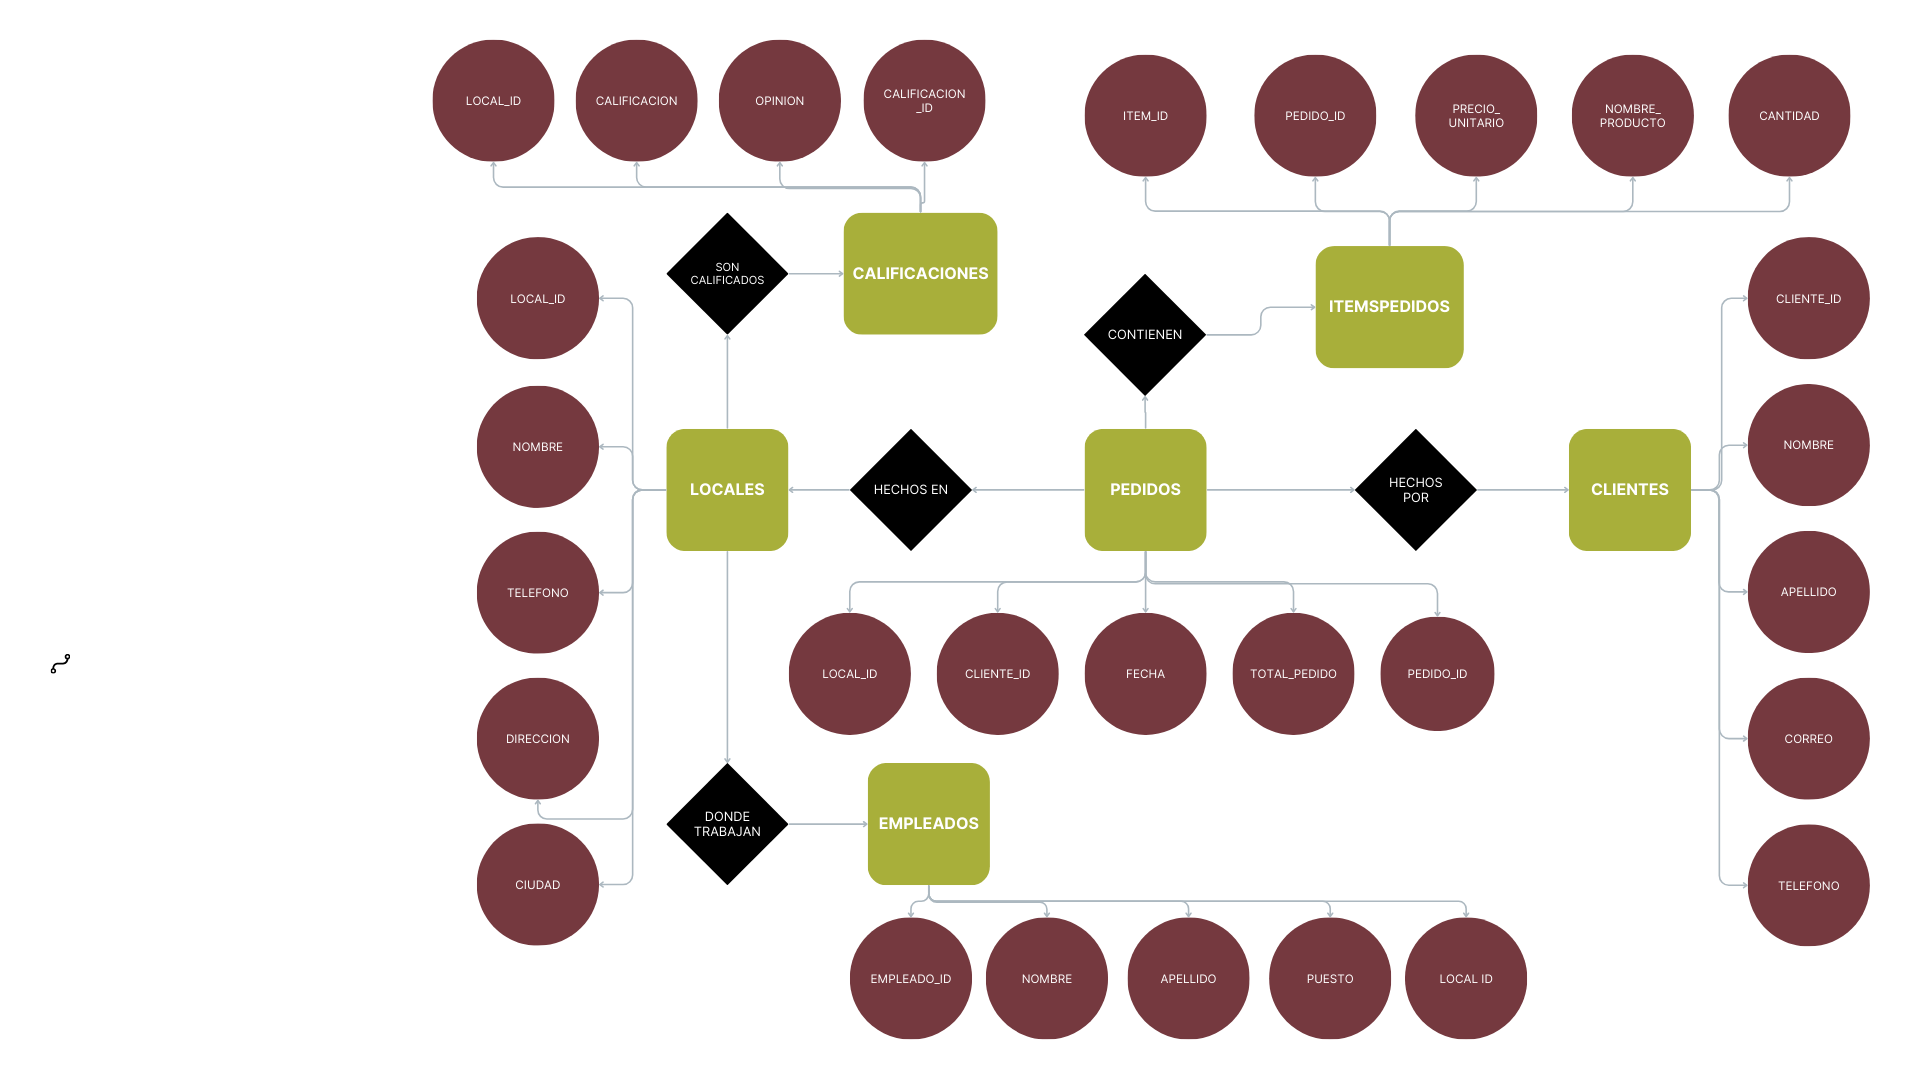 LOCAL_ID
CALIFICACION
OPINION
CALIFICACION
_ID
ITEM_ID
PEDIDO_ID
PRECIO_
UNITARIO
NOMBRE_
PRODUCTO
CANTIDAD
SON
CALIFICADOS
CALIFICACIONES
LOCAL_ID
CONTIENEN
ITEMSPEDIDOS
CLIENTE_ID
NOMBRE
NOMBRE
LOCALES
HECHOS EN
PEDIDOS
HECHOS
POR
CLIENTES
TELEFONO
APELLIDO
LOCAL_ID
CLIENTE_ID
FECHA
TOTAL_PEDIDO
PEDIDO_ID
DIRECCION
CORREO
DONDE
TRABAJAN
EMPLEADOS
CIUDAD
TELEFONO
EMPLEADO_ID
NOMBRE
APELLIDO
PUESTO
LOCAL ID